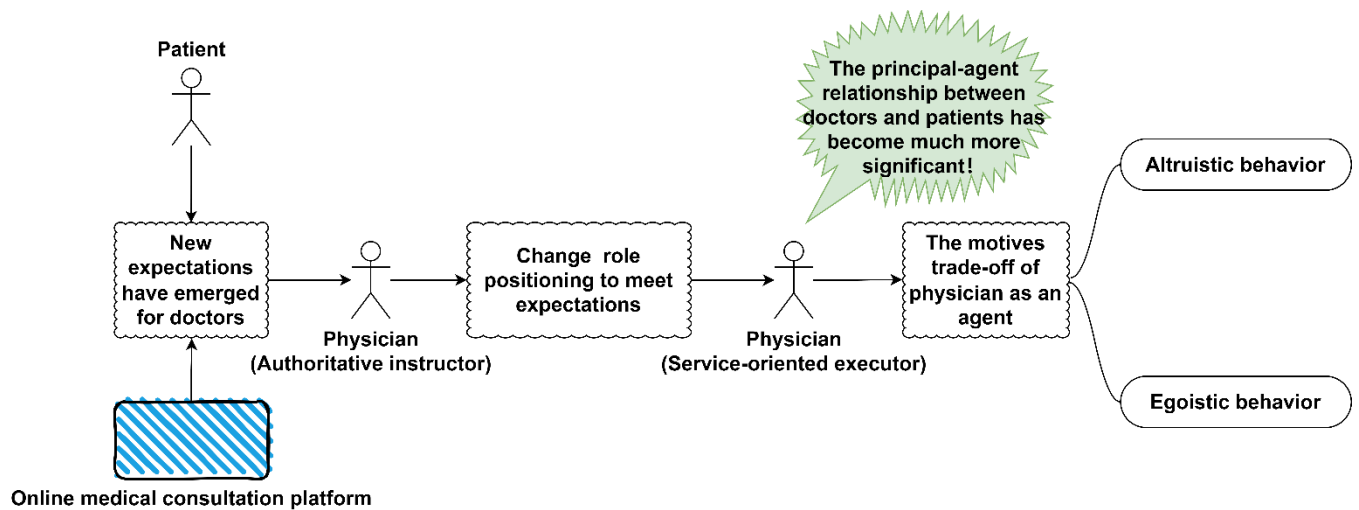 Patient
The principal-agent
relationship between
doctors and patients has
become much more
significant!
Altruistic behavior
New
expectations
have emerged
for doctors
Physician
(Authoritative instructor)
Change role
positioning to meet
expectations
Physician
(Service-oriented executor)
The motives
trade-off of
physician as an
agent
Egoistic behavior
Online medical consultation platform